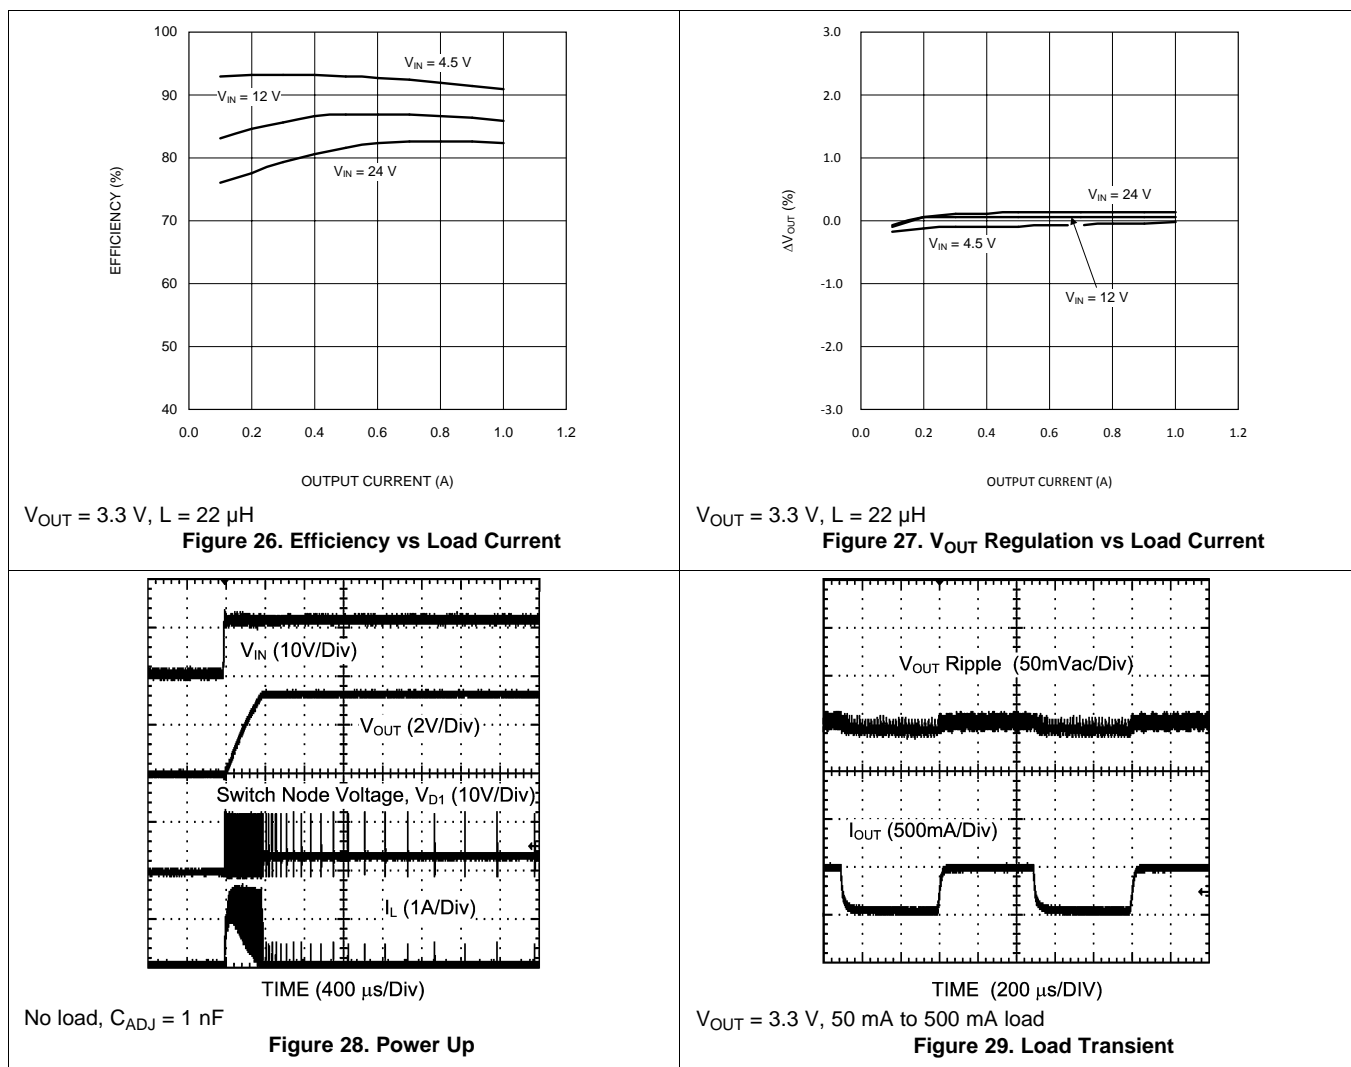 100
90
80
70
60
50
40
EFFICIENCY (%)
V_IN = 4.5 V
V_IN = 12 V
V_IN = 24 V
0.0 0.2 0.4 0.6 0.8 1.0 1.2
OUTPUT CURRENT (A)
V_OUT = 3.3 V, L = 22 µH
Figure 26. Efficiency vs Load Current
3.0
2.0
1.0
0.0
-1.0
-2.0
-3.0
ΔV_OUT (%)
V_IN = 24 V
V_IN = 4.5 V
V_IN = 12 V
0.0 0.2 0.4 0.6 0.8 1.0 1.2
OUTPUT CURRENT (A)
V_OUT = 3.3 V, L = 22 µH
Figure 27. V_OUT Regulation vs Load Current
V_IN (10V/Div)
V_OUT (2V/Div)
Switch Node Voltage, V_D1 (10V/Div)
I_L (1A/Div)
TIME (400 µs/Div)
No load, C_ADJ = 1 nF
Figure 28. Power Up
V_OUT Ripple (50mVac/Div)
I_OUT (500mA/Div)
TIME (200 µs/DIV)
V_OUT = 3.3 V, 50 mA to 500 mA load
Figure 29. Load Transient